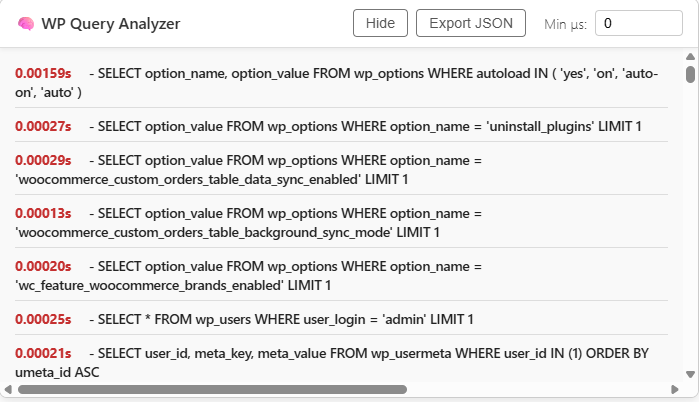 WP Query Analyzer
Hide
Export JSON
Min µs:
0
0.00159s - SELECT option_name, option_value FROM wp_options WHERE autoload IN ( 'yes', 'on', 'auto-
on', 'auto' )
0.00027s - SELECT option_value FROM wp_options WHERE option_name = 'uninstall_plugins' LIMIT 1
0.00029s - SELECT option_value FROM wp_options WHERE option_name =
'woocommerce_custom_orders_table_data_sync_enabled' LIMIT 1
0.00013s - SELECT option_value FROM wp_options WHERE option_name =
'woocommerce_custom_orders_table_background_sync_mode' LIMIT 1
0.00020s - SELECT option_value FROM wp_options WHERE option_name =
'wc_feature_woocommerce_brands_enabled' LIMIT 1
0.00025s - SELECT * FROM wp_users WHERE user_login = 'admin' LIMIT 1
0.00021s - SELECT user_id, meta_key, meta_value FROM wp_usermeta WHERE user_id IN (1) ORDER BY
umeta_id ASC